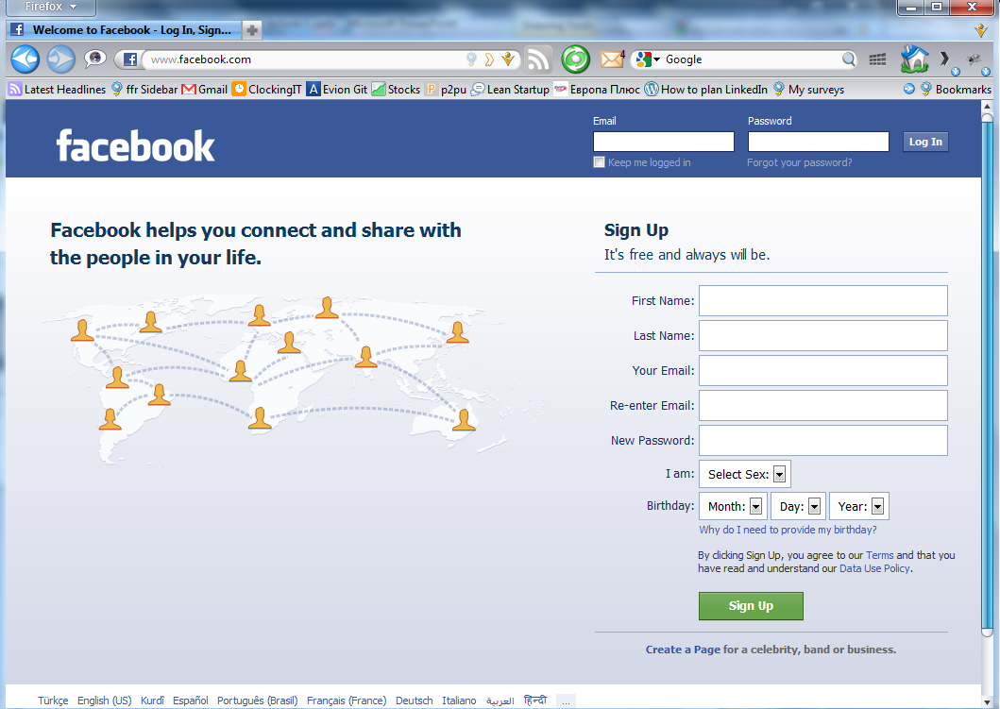 Firefox
Welcome to Facebook - Log In, Sign...
www.facebook.com
4
Google
Latest Headlines ffr Sidebar Gmail ClockingIT Evion Git Stocks p2pu Lean Startup Европа Плюс How to plan LinkedIn My surveys Bookmarks
facebook
Email
Password
Log In
Keep me logged in
Forgot your password?
Facebook helps you connect and share with
the people in your life.
Sign Up
It's free and always will be.
First Name:
Last Name:
Your Email:
Re-enter Email:
New Password:
I am: Select Sex:
Birthday: Month: Day: Year:
Why do I need to provide my birthday?
By clicking Sign Up, you agree to our Terms and that you
have read and understand our Data Use Policy.
Sign Up
Create a Page for a celebrity, band or business.
Türkçe English (US) Kurdî Español Português (Brasil) Français (France) Deutsch Italiano العربية हिन्दी ...